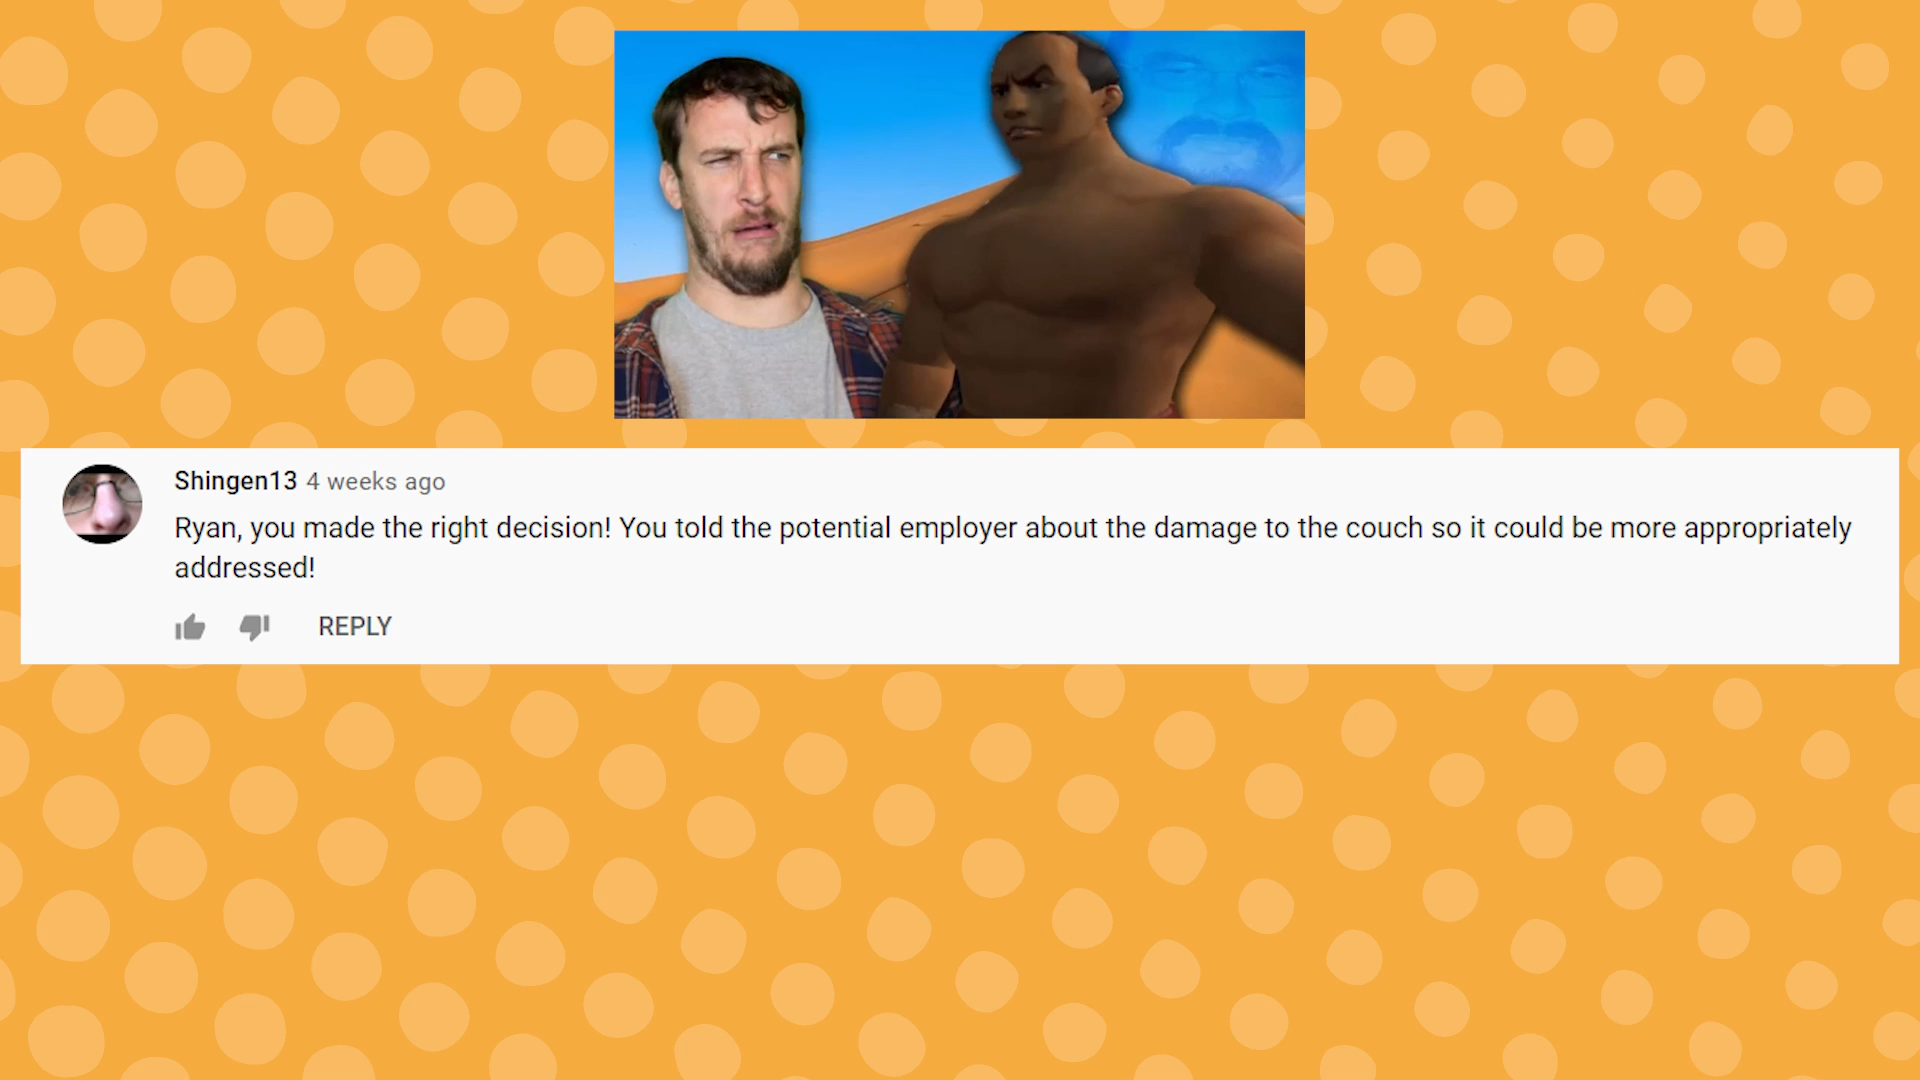 Shingen13 4 weeks ago
Ryan, you made the right decision! You told the potential employer about the damage to the couch so it could be more appropriately
addressed!
REPLY